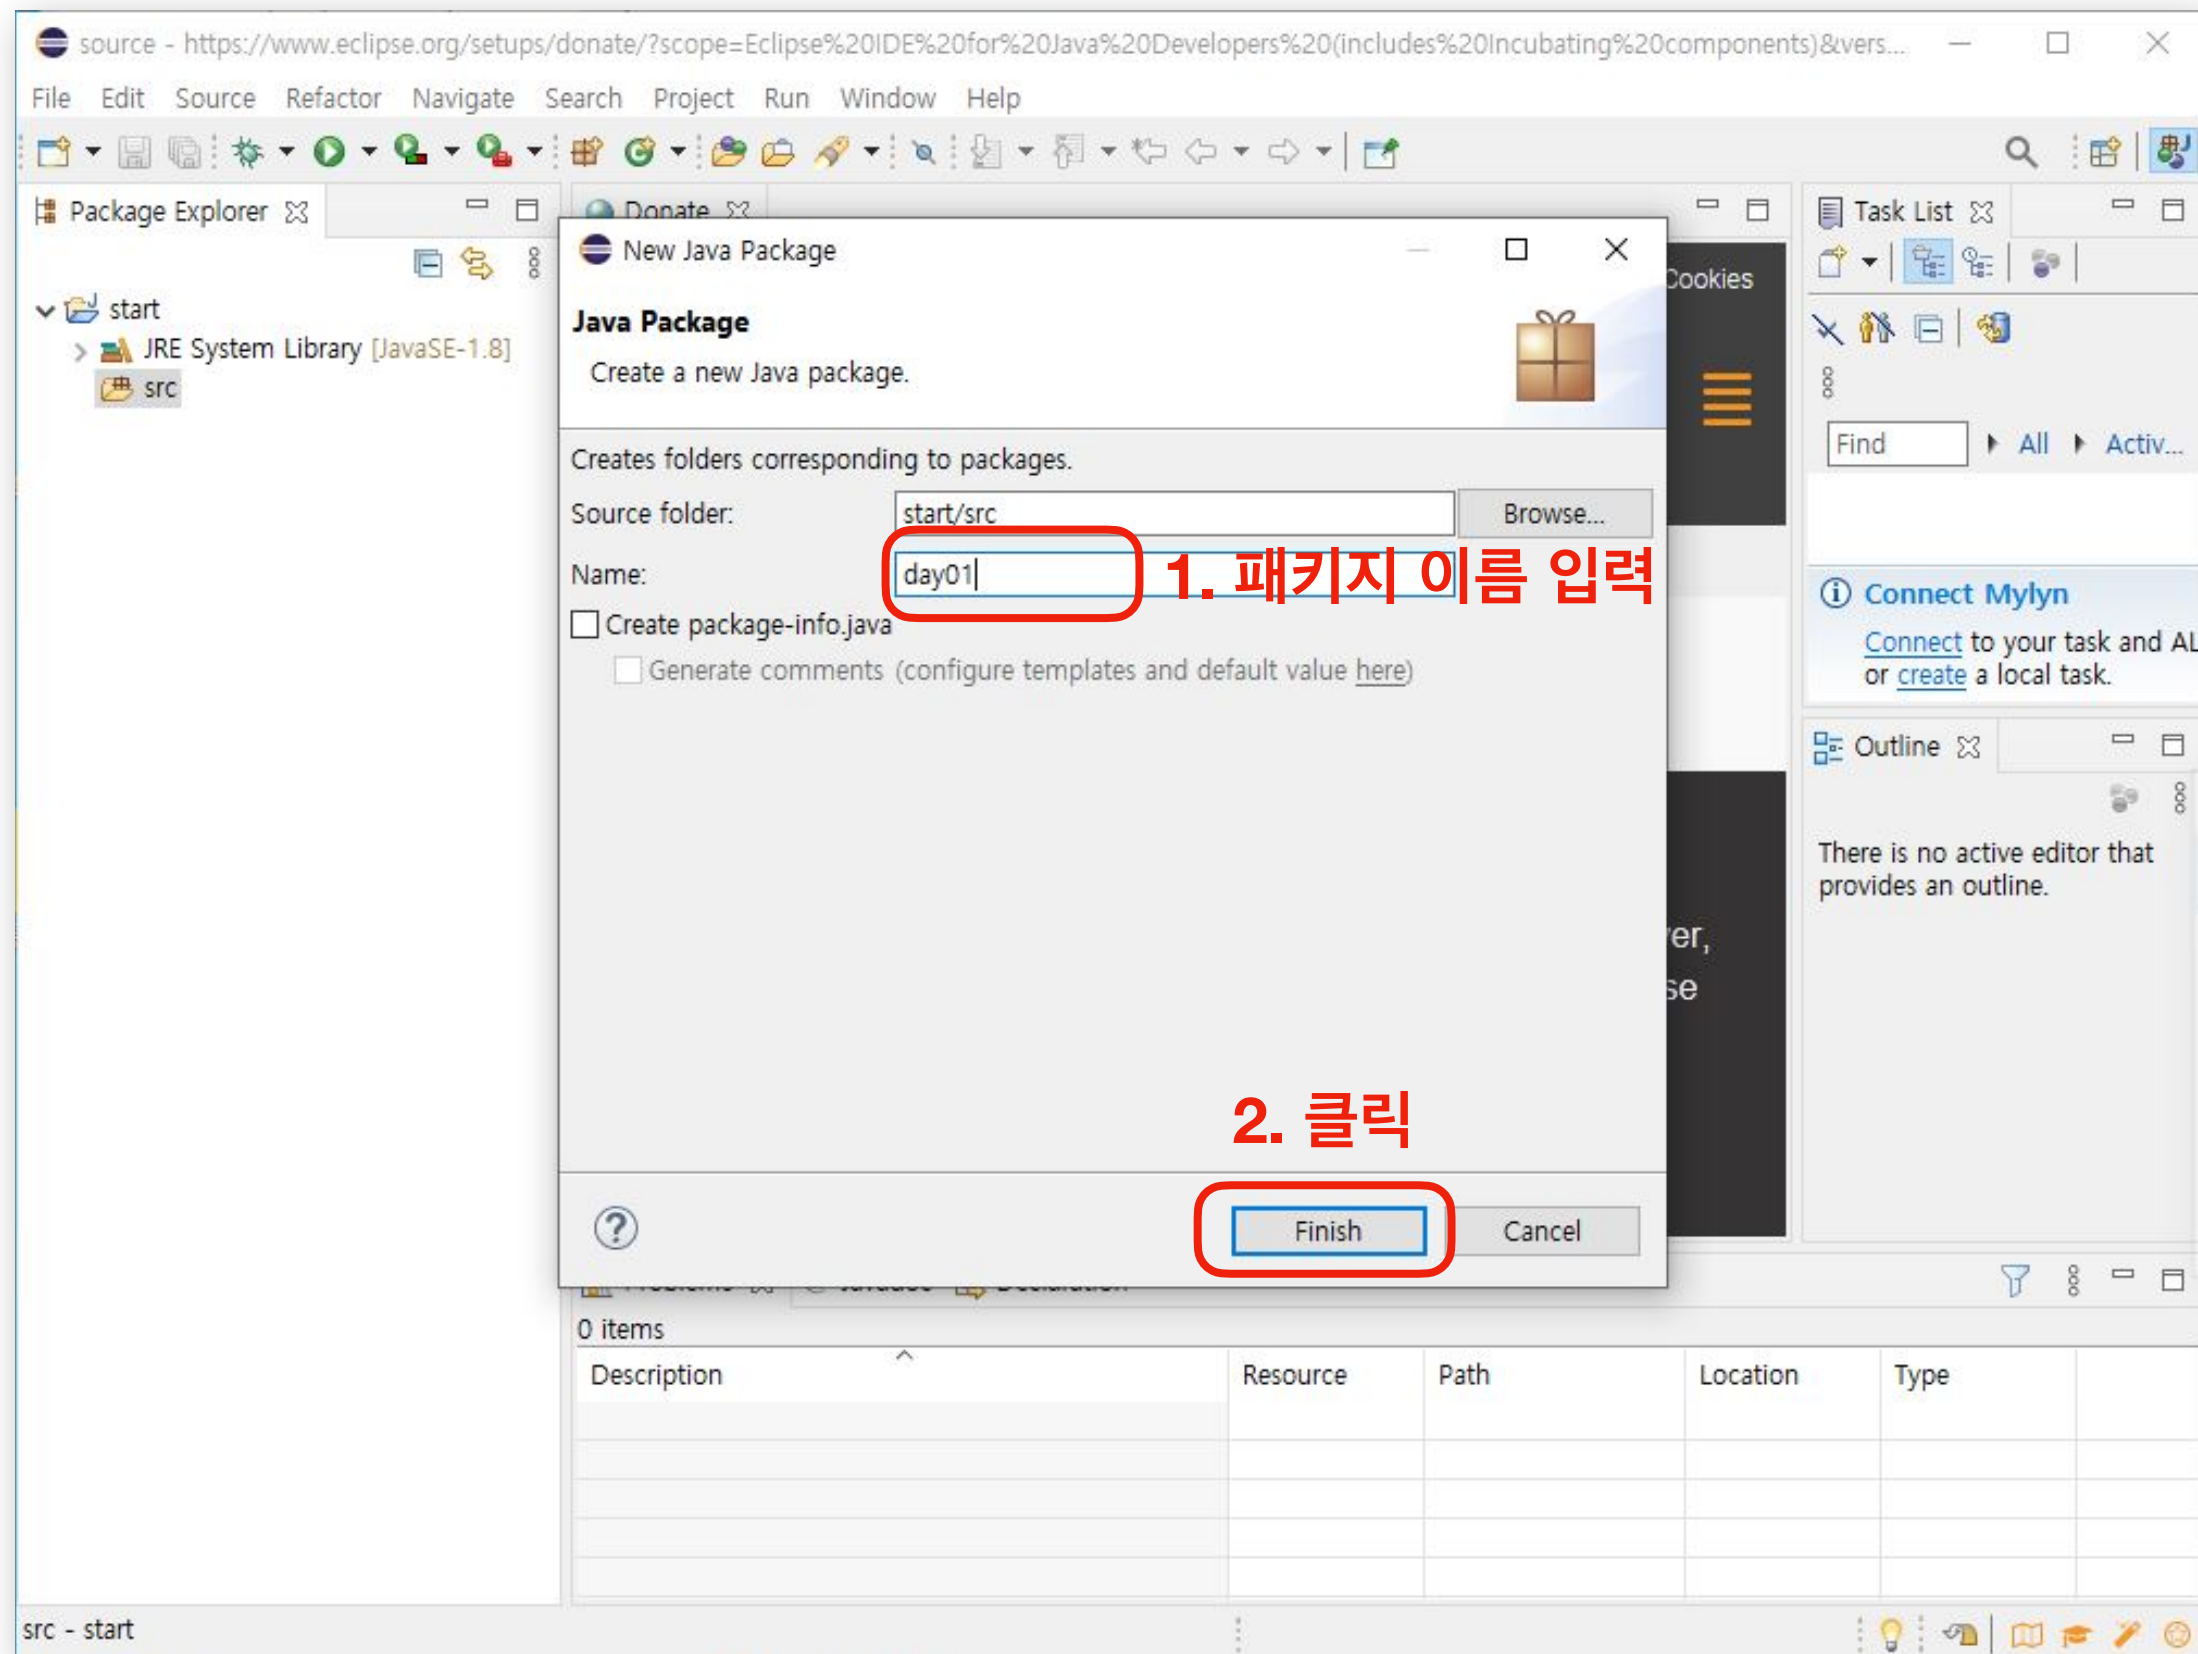 source - https://www.eclipse.org/setups/donate/?scope=Eclipse%20IDE%20for%20Java%20Developers%20(includes%20Incubating%20components)&vers...
File Edit Source Refactor Navigate Search Project Run Window Help
Package Explorer
start
JRE System Library [JavaSE-1.8]
src
Donate
Cookies
New Java Package
Java Package
Create a new Java package.
Creates folders corresponding to packages.
Source folder: start/src Browse...
Name: day01 1. 패키지 이름 입력
Create package-info.java
Generate comments (configure templates and default value here)
2. 클릭
Finish Cancel
Task List
Find All Activ...
Connect Mylyn
Connect to your task and AL
or create a local task.
Outline
There is no active editor that
provides an outline.
er,
se
0 items
Description Resource Path Location Type
src - start